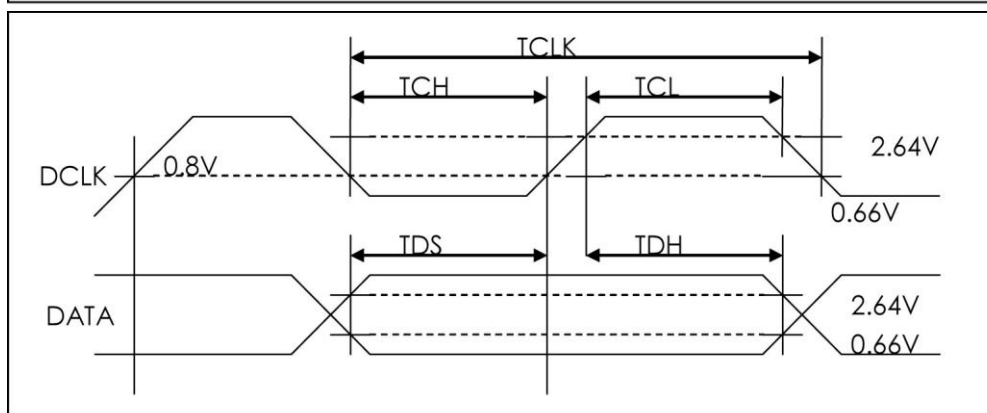 TCLK
TCH
TCL
2.64V
0.8V
DCLK
0.66V
TDS
TDH
2.64V
DATA
0.66V